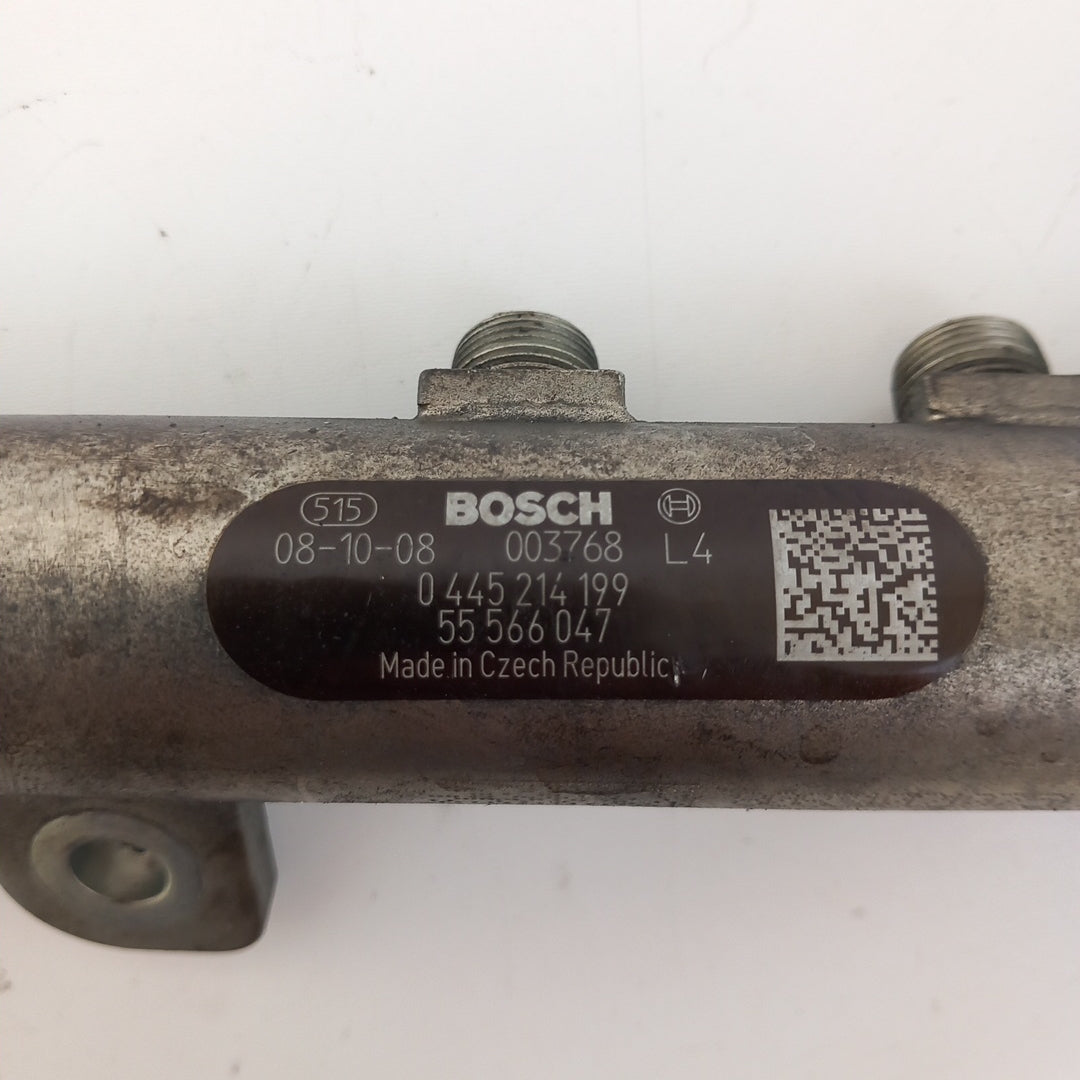 515 BOSCH
08-10-08 003768 L4
0 445 214 199
55 566 047
Made in Czech Republic